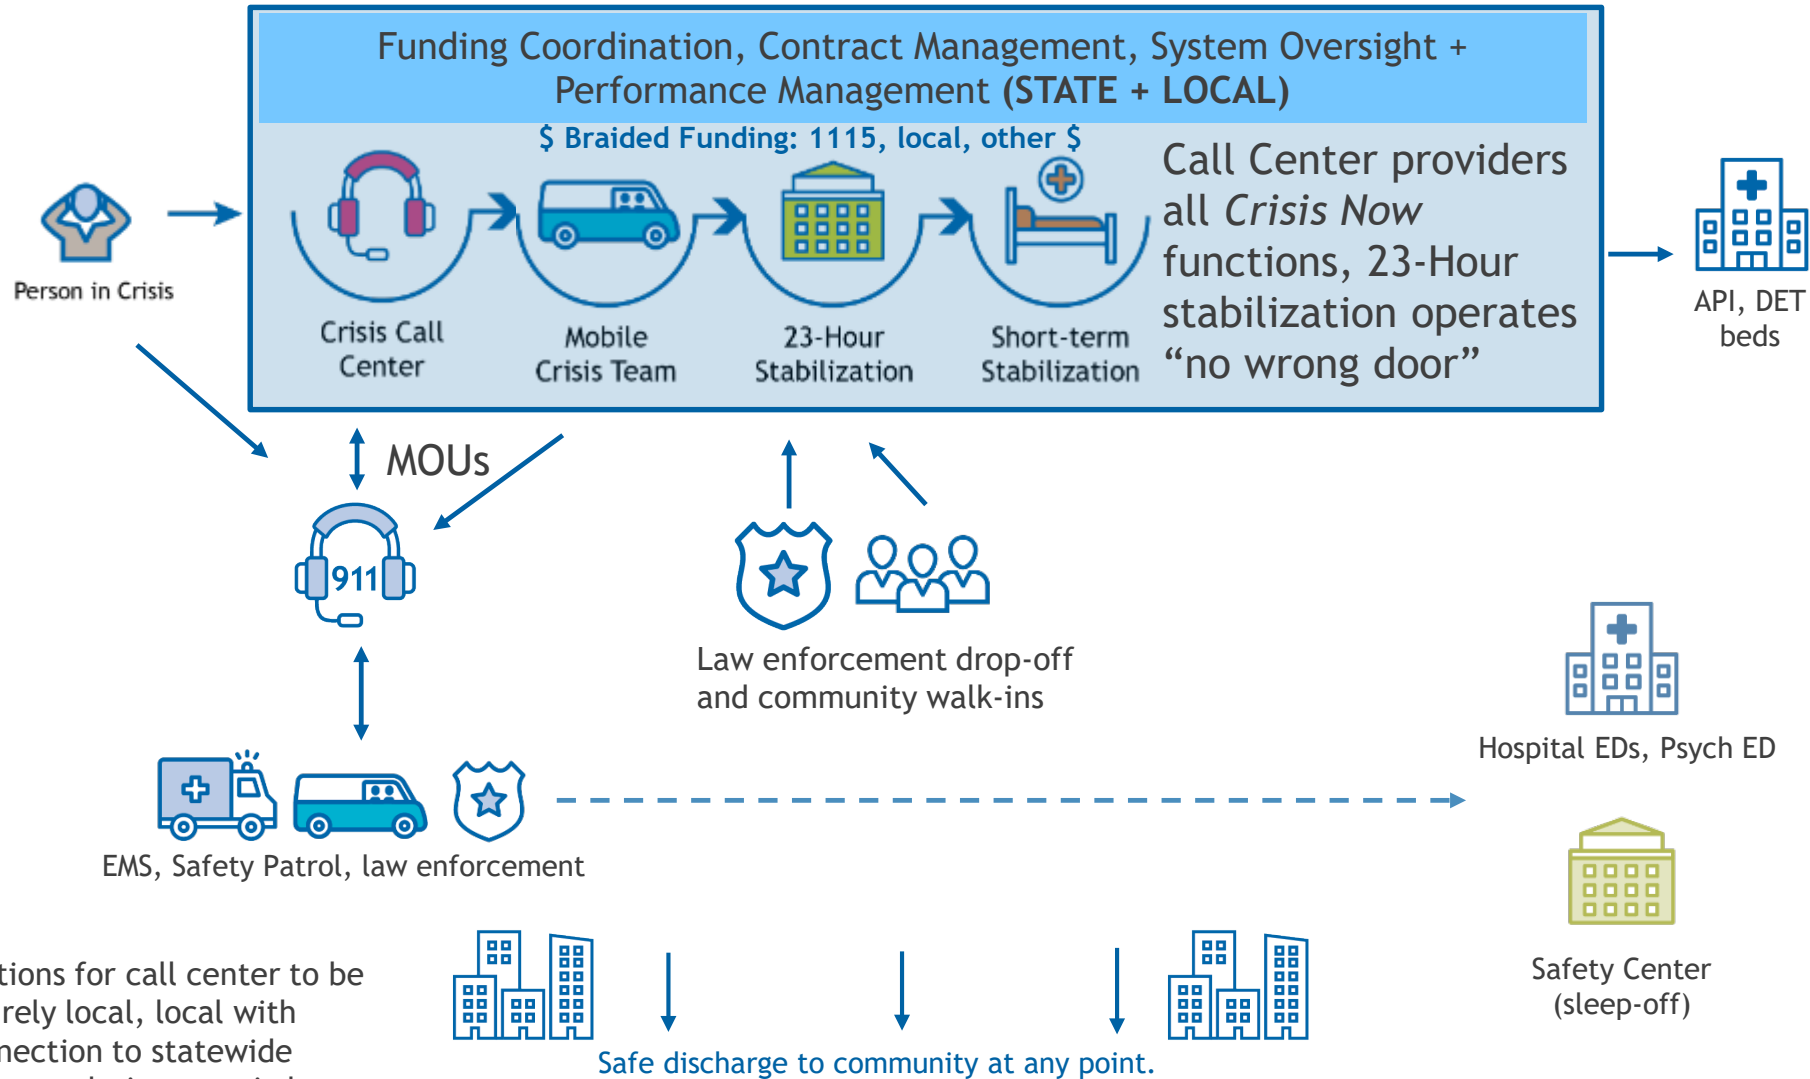 Funding Coordination, Contract Management, System Oversight +
Performance Management (STATE + LOCAL)
$ Braided Funding: 1115, local, other $
Call Center providers
all Crisis Now
functions, 23-Hour
stabilization operates
“no wrong door”
Person in Crisis
Crisis Call
Center
Mobile
Crisis Team
23-Hour
Stabilization
Short-term
Stabilization
API, DET
beds
MOUs
911
Law enforcement drop-off
and community walk-ins
Hospital EDs, Psych ED
EMS, Safety Patrol, law enforcement
Safety Center
(sleep-off)
tions for call center to be
rely local, local with
nection to statewide
Safe discharge to community at any point.